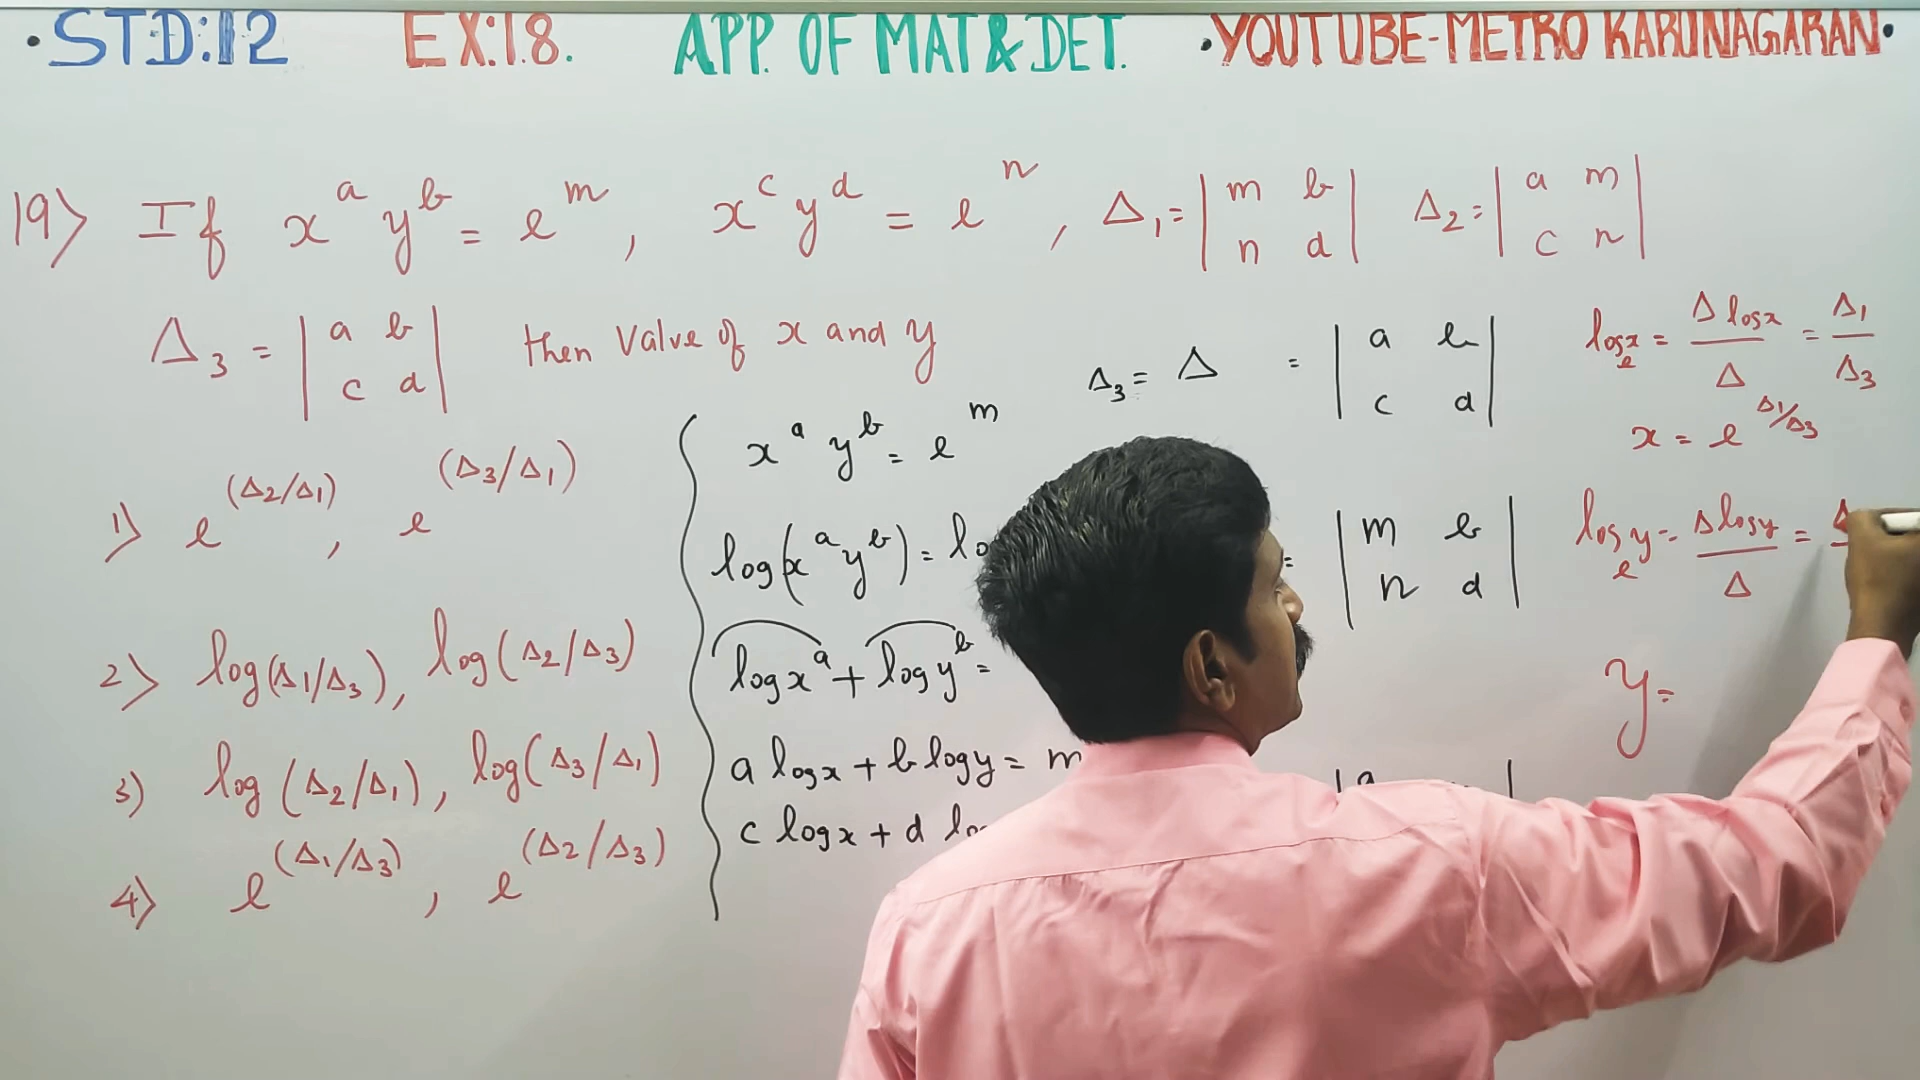 •STD:12 EX:1.8. APP. OF MAT & DET. •YOUTUBE-METRO KARUNAGARAN•
19) If x^a y^b = e^m, x^c y^d = e^n, Δ₁ = | m b | Δ₂ = | a m |
| n d | | c n |
Δ₃ = | a b | then Value of x and y
| c d |
1) e^(Δ₂/Δ₁), e^(Δ₃/Δ₁)
2) log(Δ₁/Δ₃), log(Δ₂/Δ₃)
3) log(Δ₂/Δ₁), log(Δ₃/Δ₁)
4) e^(Δ₁/Δ₃), e^(Δ₂/Δ₃)
x^a y^b = e^m
log(x^a y^b) = lo
log x^a + log y^b =
a log x + b log y = m
c log x + d lo
Δ₃ = Δ = | a b |
| c d |
= | m b |
| n d |
| a
log_e x = Δ log x / Δ = Δ₁ / Δ₃
x = e^Δ₁/Δ₃
log_e y = Δ log y / Δ =
y =